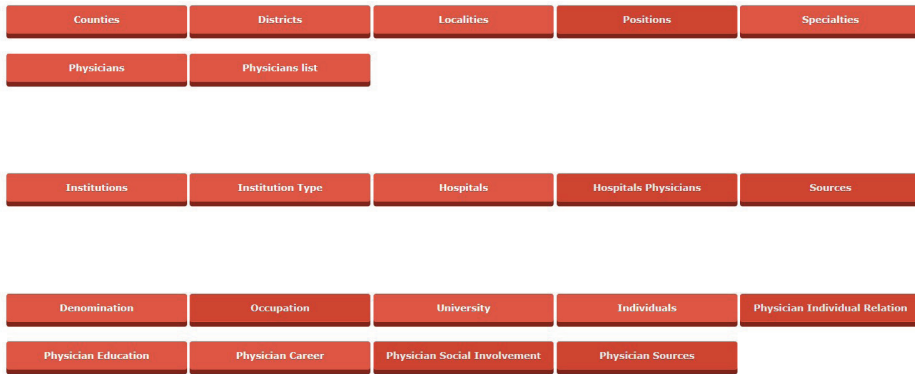 Counties Districts Localities Positions Specialties
Physicians Physicians list
Institutions Institution Type Hospitals Hospitals Physicians Sources
Denomination Occupation University Individuals Physician Individual Relation
Physician Education Physician Career Physician Social Involvement Physician Sources